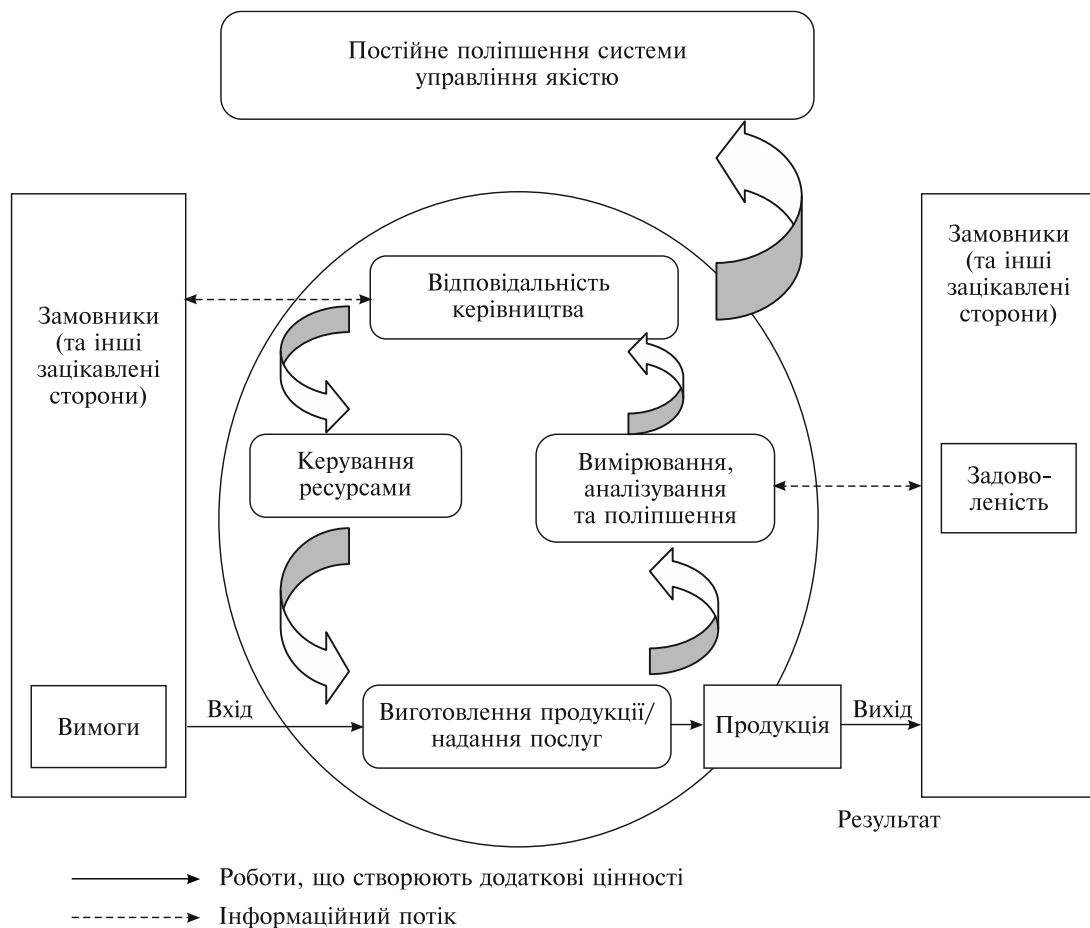 Постійне поліпшення системи
управління якістю
Замовники
(та інші
зацікавлені
сторони)
Вимоги
Вхід
Відповідальність
керівництва
Керування
ресурсами
Вимірювання,
аналізування
та поліпшення
Виготовлення продукції/
надання послуг
Продукція
Вихід
Замовники
(та інші
зацікавлені
сторони)
Задово-
леність
Результат
Роботи, що створюють додаткові цінності
Інформаційний потік